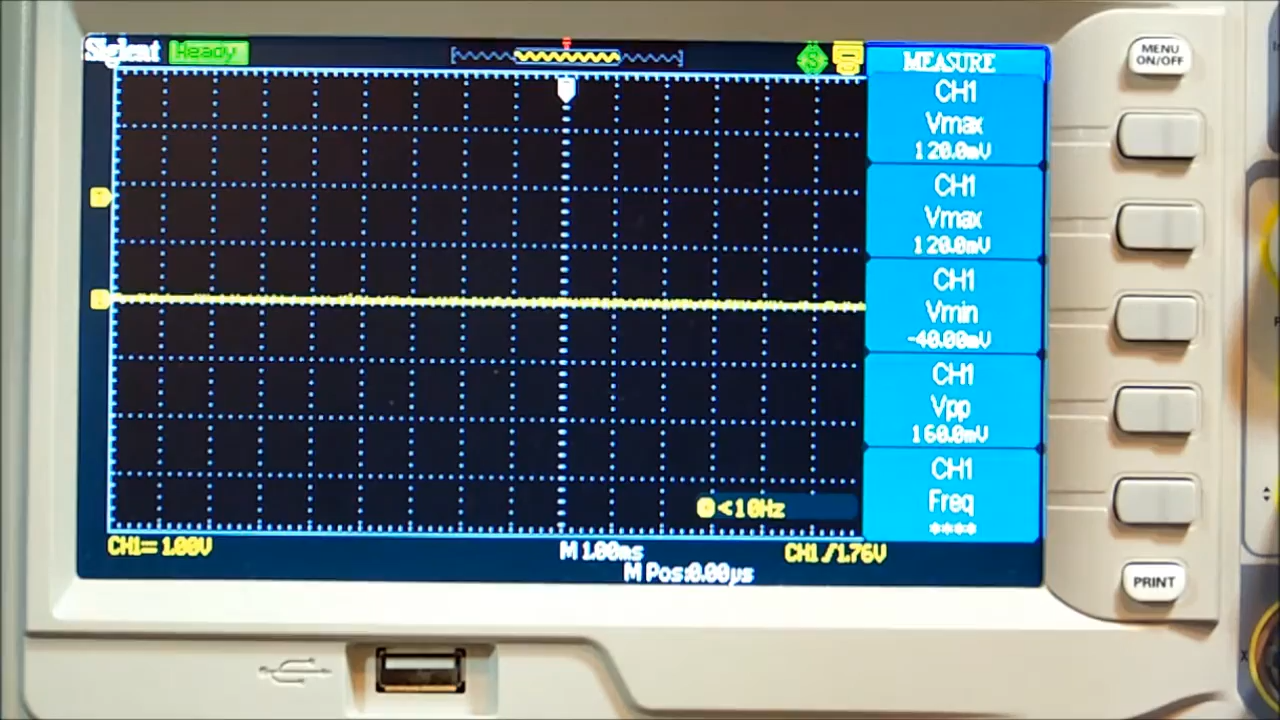 Siglent Ready
MEASURE
CH1
Vmax
120.0mV
CH1
Vmax
120.0mV
CH1
Vmin
-40.00mV
CH1
Vpp
160.0mV
CH1
Freq
****
<10Hz
CH1= 1.00V
M 1.00ms
CH1 /1.76V
M Pos:0.00µs
MENU
ON/OFF
PRINT